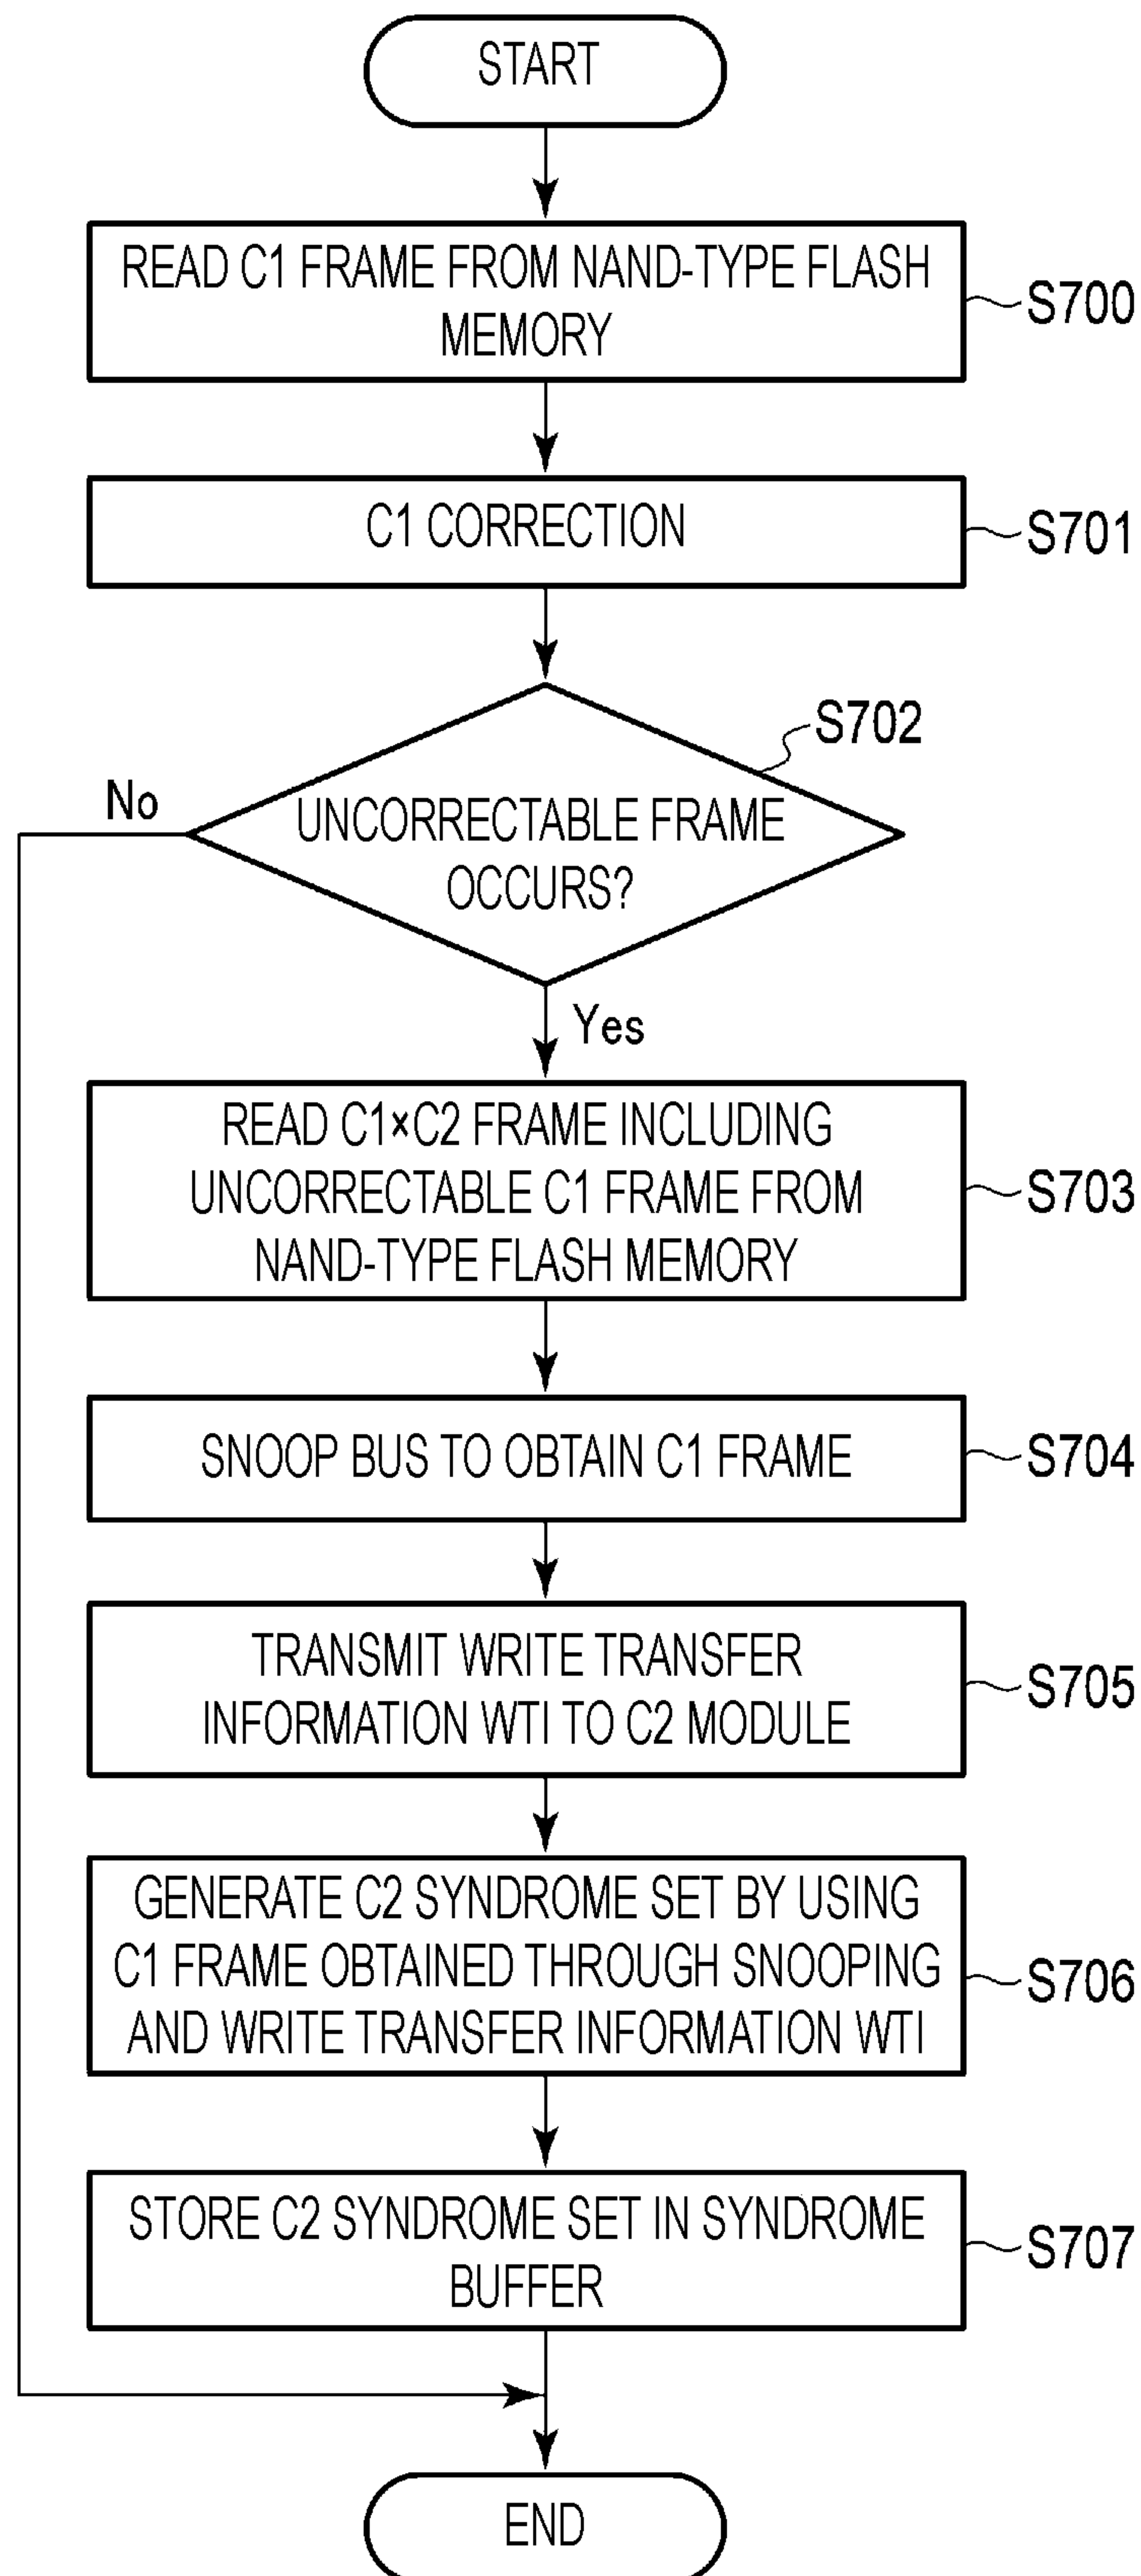 START
READ C1 FRAME FROM NAND-TYPE FLASH
MEMORY
S700
C1 CORRECTION
S701
S702
No
UNCORRECTABLE FRAME
OCCURS?
Yes
READ C1×C2 FRAME INCLUDING
UNCORRECTABLE C1 FRAME FROM
NAND-TYPE FLASH MEMORY
S703
SNOOP BUS TO OBTAIN C1 FRAME
S704
TRANSMIT WRITE TRANSFER
INFORMATION WTI TO C2 MODULE
S705
GENERATE C2 SYNDROME SET BY USING
C1 FRAME OBTAINED THROUGH SNOOPING
AND WRITE TRANSFER INFORMATION WTI
S706
STORE C2 SYNDROME SET IN SYNDROME
BUFFER
S707
END